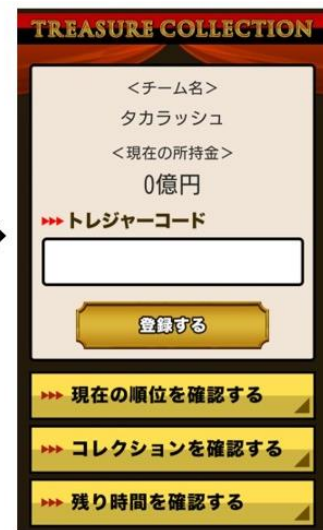 TREASURE COLLECTION
<チーム名>
タカラッシュ
<現在の所持金>
0億円
トレジャーコード
登録する
現在の順位を確認する
コレクションを確認する
残り時間を確認する